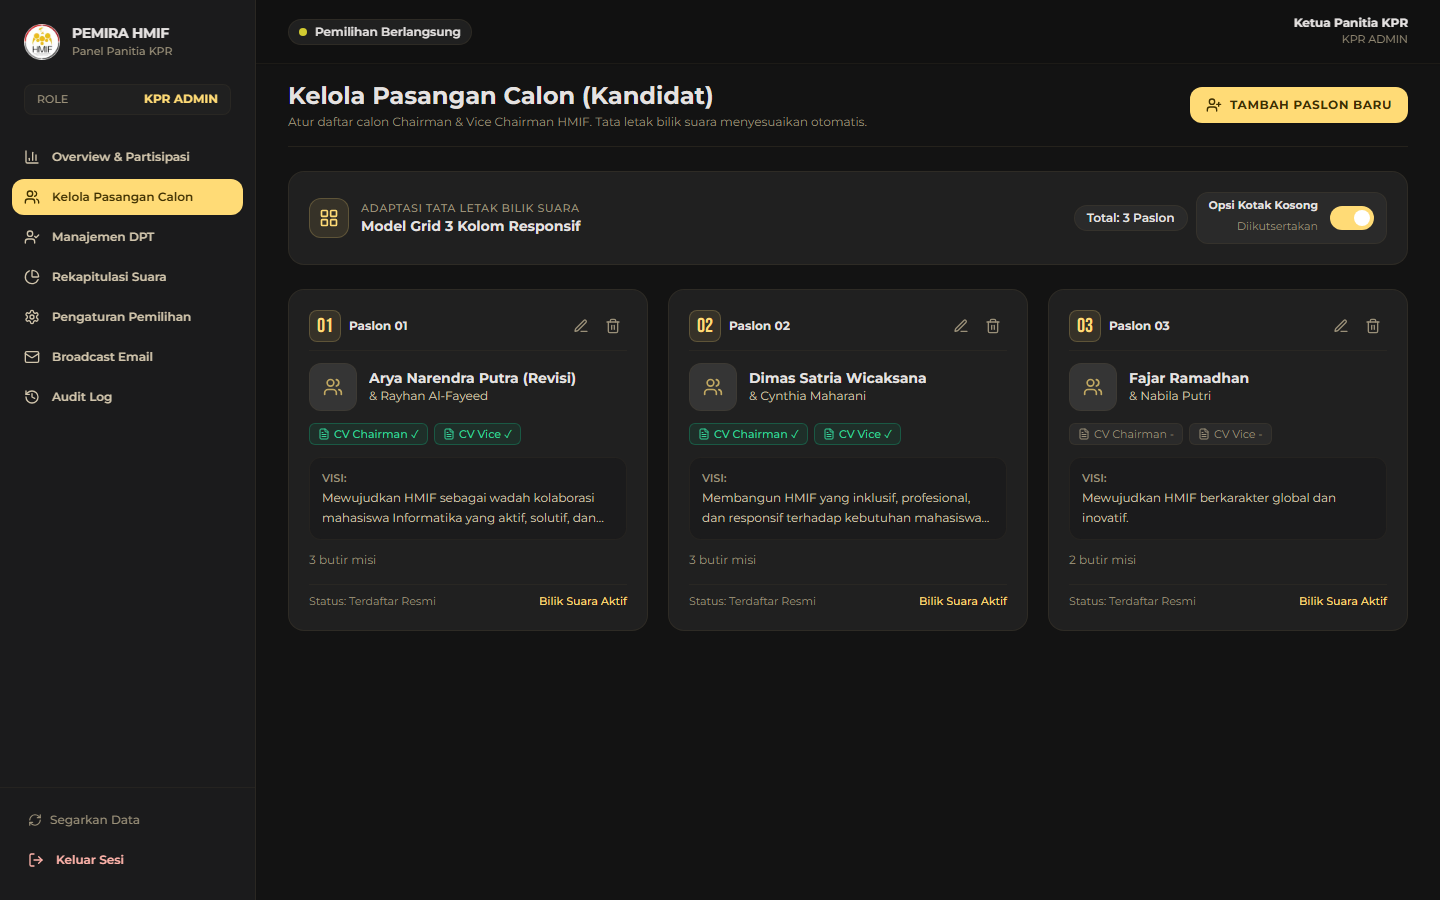 HMIF
PEMIRA HMIF
Panel Panitia KPR
ROLE KPR ADMIN
Overview & Partisipasi
Kelola Pasangan Calon
Manajemen DPT
Rekapitulasi Suara
Pengaturan Pemilihan
Broadcast Email
Audit Log
Segarkan Data
Keluar Sesi
Pemilihan Berlangsung
Ketua Panitia KPR
KPR ADMIN
Kelola Pasangan Calon (Kandidat)
Atur daftar calon Chairman & Vice Chairman HMIF. Tata letak bilik suara menyesuaikan otomatis.
TAMBAH PASLON BARU
ADAPTASI TATA LETAK BILIK SUARA
Model Grid 3 Kolom Responsif
Total: 3 Paslon
Opsi Kotak Kosong
Diikutsertakan
01 Paslon 01
Arya Narendra Putra (Revisi)
& Rayhan Al-Fayeed
CV Chairman ✓ CV Vice ✓
VISI:
Mewujudkan HMIF sebagai wadah kolaborasi
mahasiswa Informatika yang aktif, solutif, dan...
3 butir misi
Status: Terdaftar Resmi Bilik Suara Aktif
02 Paslon 02
Dimas Satria Wicaksana
& Cynthia Maharani
CV Chairman ✓ CV Vice ✓
VISI:
Membangun HMIF yang inklusif, profesional,
dan responsif terhadap kebutuhan mahasiswa...
3 butir misi
Status: Terdaftar Resmi Bilik Suara Aktif
03 Paslon 03
Fajar Ramadhan
& Nabila Putri
CV Chairman - CV Vice -
VISI:
Mewujudkan HMIF berkarakter global dan
inovatif.
2 butir misi
Status: Terdaftar Resmi Bilik Suara Aktif